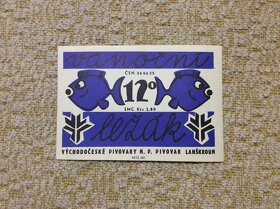 vánoční
ČSN 566635
12°
SMC Kčs 2,80
ležák
VÝCHODOČESKÉ PIVOVARY N. P. PIVOVAR LANŠKROUN